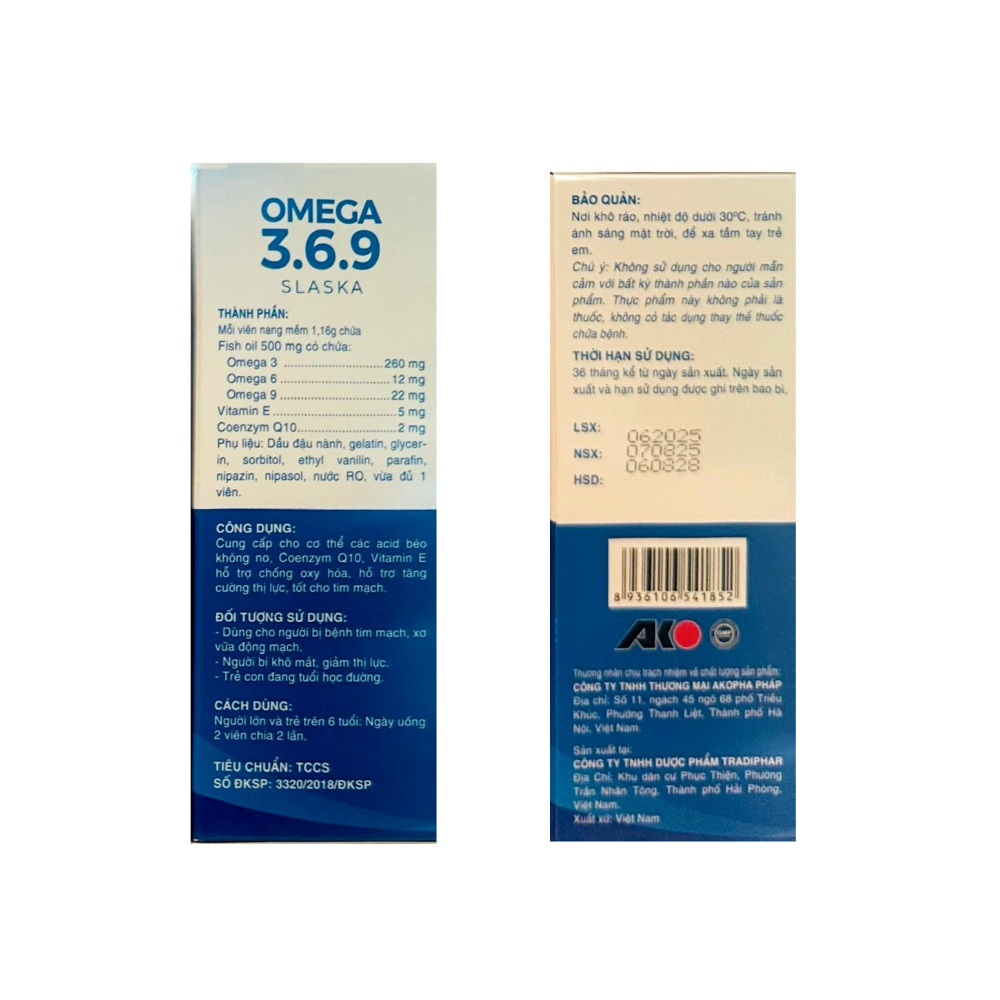 OMEGA
3.6.9
SLASKA
THÀNH PHẦN:
Mỗi viên nang mềm 1,16g chứa
Fish oil 500 mg có chứa:
Omega 3 ................................ 260 mg
Omega 6 ................................ 12 mg
Omega 9 ................................ 22 mg
Vitamin E ................................ 5 mg
Coenzym Q10............................ 2 mg
Phụ liệu: Dầu đậu nành, gelatin, glycer-
in, sorbitol, ethyl vanilin, parafin,
nipazin, nipasol, nước RO, vừa đủ 1
viên.
CÔNG DỤNG:
Cung cấp cho cơ thể các acid béo
không no, Coenzym Q10, Vitamin E
hỗ trợ chống oxy hóa, hỗ trợ tăng
cường thị lực, tốt cho tim mạch.
ĐỐI TƯỢNG SỬ DỤNG:
- Dùng cho người bị bệnh tim mạch, xơ
vữa động mạch.
- Người bị khô mắt, giảm thị lực.
- Trẻ con đang tuổi học đường.
CÁCH DÙNG:
Người lớn và trẻ trên 6 tuổi: Ngày uống
2 viên chia 2 lần.
TIÊU CHUẨN: TCCS
SỐ ĐKSP: 3320/2018/ĐKSP
BẢO QUẢN:
Nơi khô ráo, nhiệt độ dưới 30ºC, tránh
ánh sáng mặt trời, để xa tầm tay trẻ
em.
Chú ý: Không sử dụng cho người mẫn
cảm với bất kỳ thành phần nào của sản
phẩm. Thực phẩm này không phải là
thuốc, không có tác dụng thay thế thuốc
chữa bệnh.
THỜI HẠN SỬ DỤNG:
36 tháng kể từ ngày sản xuất. Ngày sản
xuất và hạn sử dụng được ghi trên bao bì.
LSX: 062025
NSX: 070825
HSD: 060828
8 936106 541852
AKO
Thương nhân chịu trách nhiệm về chất lượng sản phẩm:
CÔNG TY TNHH THƯƠNG MẠI AKOPHA PHÁP
Địa chỉ: Số 11, ngách 45 ngõ 68 phố Triều
Khúc, Phường Thanh Liệt, Thành phố Hà
Nội, Việt Nam.
Sản xuất tại:
CÔNG TY TNHH DƯỢC PHẨM TRADIPHAR
Địa Chỉ: Khu dân cư Phục Thiện, Phường
Trần Nhân Tông, Thành phố Hải Phòng,
Việt Nam.
Xuất xứ: Việt Nam